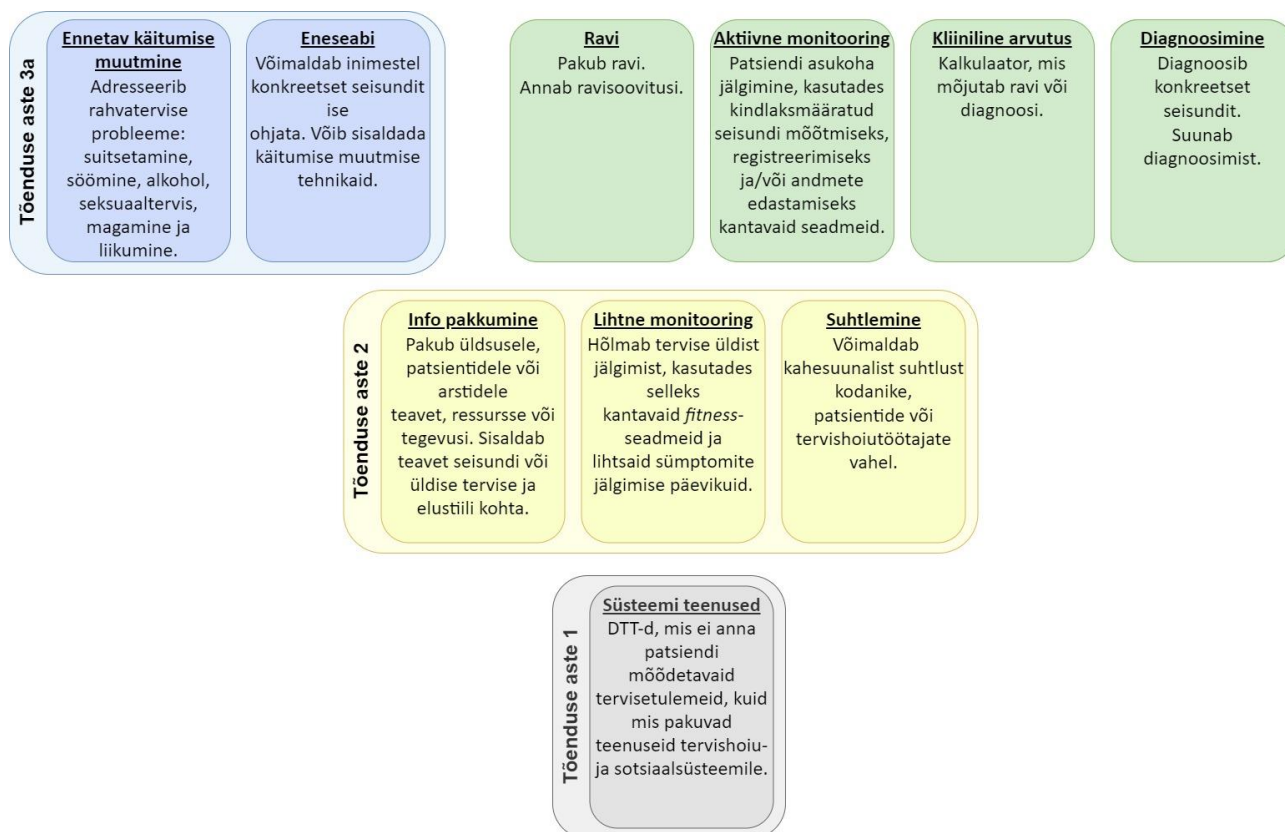 Tõenduse aste 3a
Ennetav käitumise
muutmine
Adresseerib
rahvatervise
probleeme:
suitsetamine,
söömine, alkohol,
seksuaaltervis,
magamine ja
liikumine.
Eneseabi
Võimaldab inimestel
konkreetset seisundit
ise
ohjata. Võib sisaldada
käitumise muutmise
tehnikaid.
Ravi
Pakub ravi.
Annab ravisoovitusi.
Aktiivne monitooring
Patsiendi asukoha
jälgimine, kasutades
kindlaksmääratud
seisundi mõõtmiseks,
registreerimiseks
ja/või andmete
edastamiseks
kantavaid seadmeid.
Kliiniline arvutus
Kalkulaator, mis
mõjutab ravi või
diagnoosi.
Diagnoosimine
Diagnoosib
konkreetset
seisundit.
Suunab
diagnoosimist.
Tõenduse aste 2
Info pakkumine
Pakub üldsusele,
patsientidele või
arstidele
teavet, ressursse või
tegevusi. Sisaldab
teavet seisundi või
üldise tervise ja
elustiili kohta.
Lihtne monitooring
Hõlmab tervise üldist
jälgimist, kasutades
selleks
kantavaid fitness-
seadmeid ja
lihtsaid sümptomite
jälgimise päevikuid.
Suhtlemine
Võimaldab
kahesuunalist suhtlust
kodanike,
patsientide või
tervishoiutöötajate
vahel.
Tõenduse aste 1
Süsteemi teenused
DTT-d, mis ei anna
patsiendi
mõõdetavaid
tervisetulemeid, kuid
mis pakuvad
teenuseid tervishoiu-
ja sotsiaalsüsteemile.